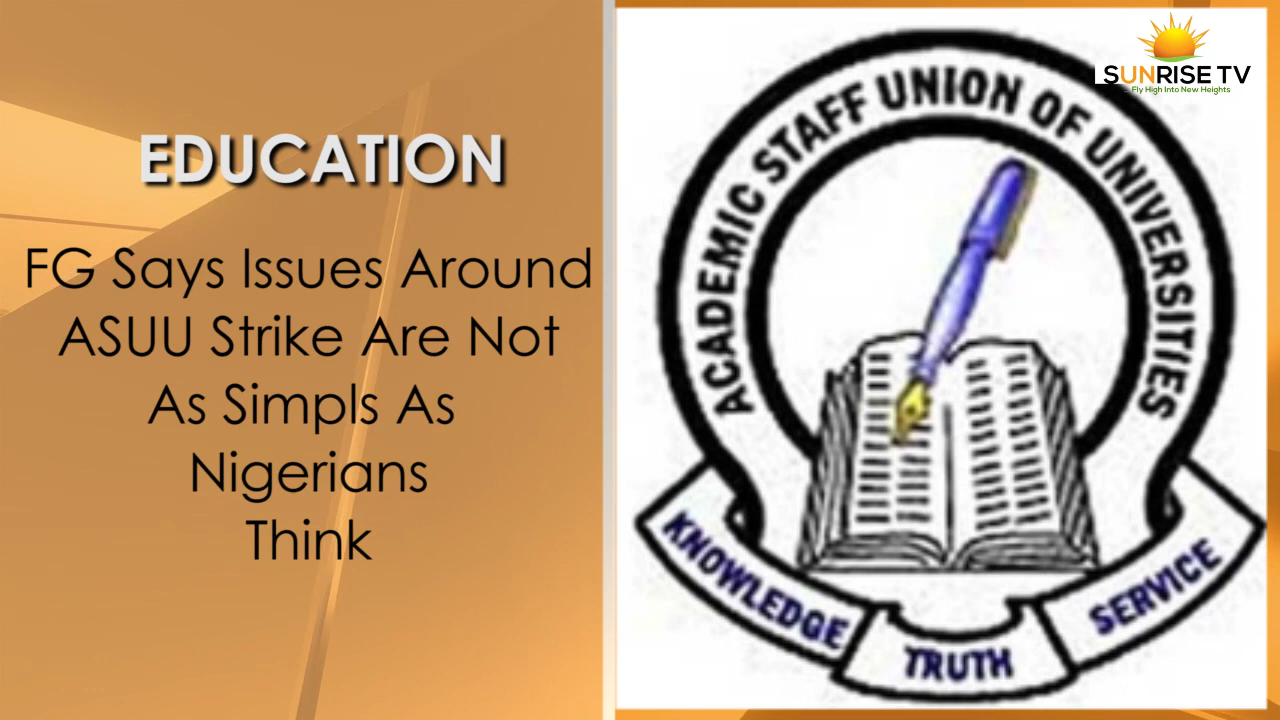 EDUCATION
FG Says Issues Around
ASUU Strike Are Not
As Simpls As
Nigerians
Think
SUNRISE TV
Fly High Into New Heights
ACADEMIC STAFF UNION OF UNIVERSITIES
KNOWLEDGE
TRUTH
SERVICE